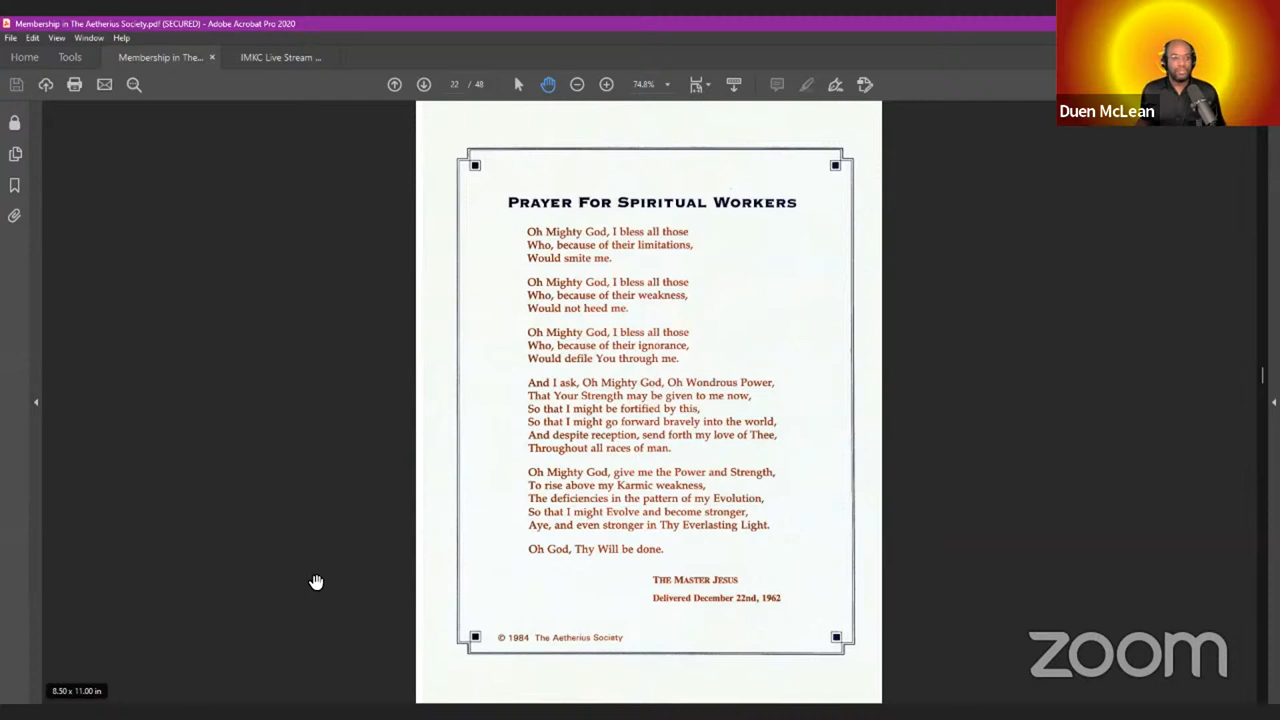 Membership in The Aetherius Society.pdf (SECURED) - Adobe Acrobat Pro 2020
File Edit View Window Help
Home Tools Membership in The... × IMKC Live Stream ...
22 / 48 74.8%
Duen McLean
PRAYER FOR SPIRITUAL WORKERS
Oh Mighty God, I bless all those
Who, because of their limitations,
Would smite me.
Oh Mighty God, I bless all those
Who, because of their weakness,
Would not heed me.
Oh Mighty God, I bless all those
Who, because of their ignorance,
Would defile You through me.
And I ask, Oh Mighty God, Oh Wondrous Power,
That Your Strength may be given to me now,
So that I might be fortified by this,
So that I might go forward bravely into the world,
And despite reception, send forth my love of Thee,
Throughout all races of man.
Oh Mighty God, give me the Power and Strength,
To rise above my Karmic weakness,
The deficiencies in the pattern of my Evolution,
So that I might Evolve and become stronger,
Aye, and even stronger in Thy Everlasting Light.
Oh God, Thy Will be done.
THE MASTER JESUS
Delivered December 22nd, 1962
© 1984 The Aetherius Society
zoom
8.50 x 11.00 in